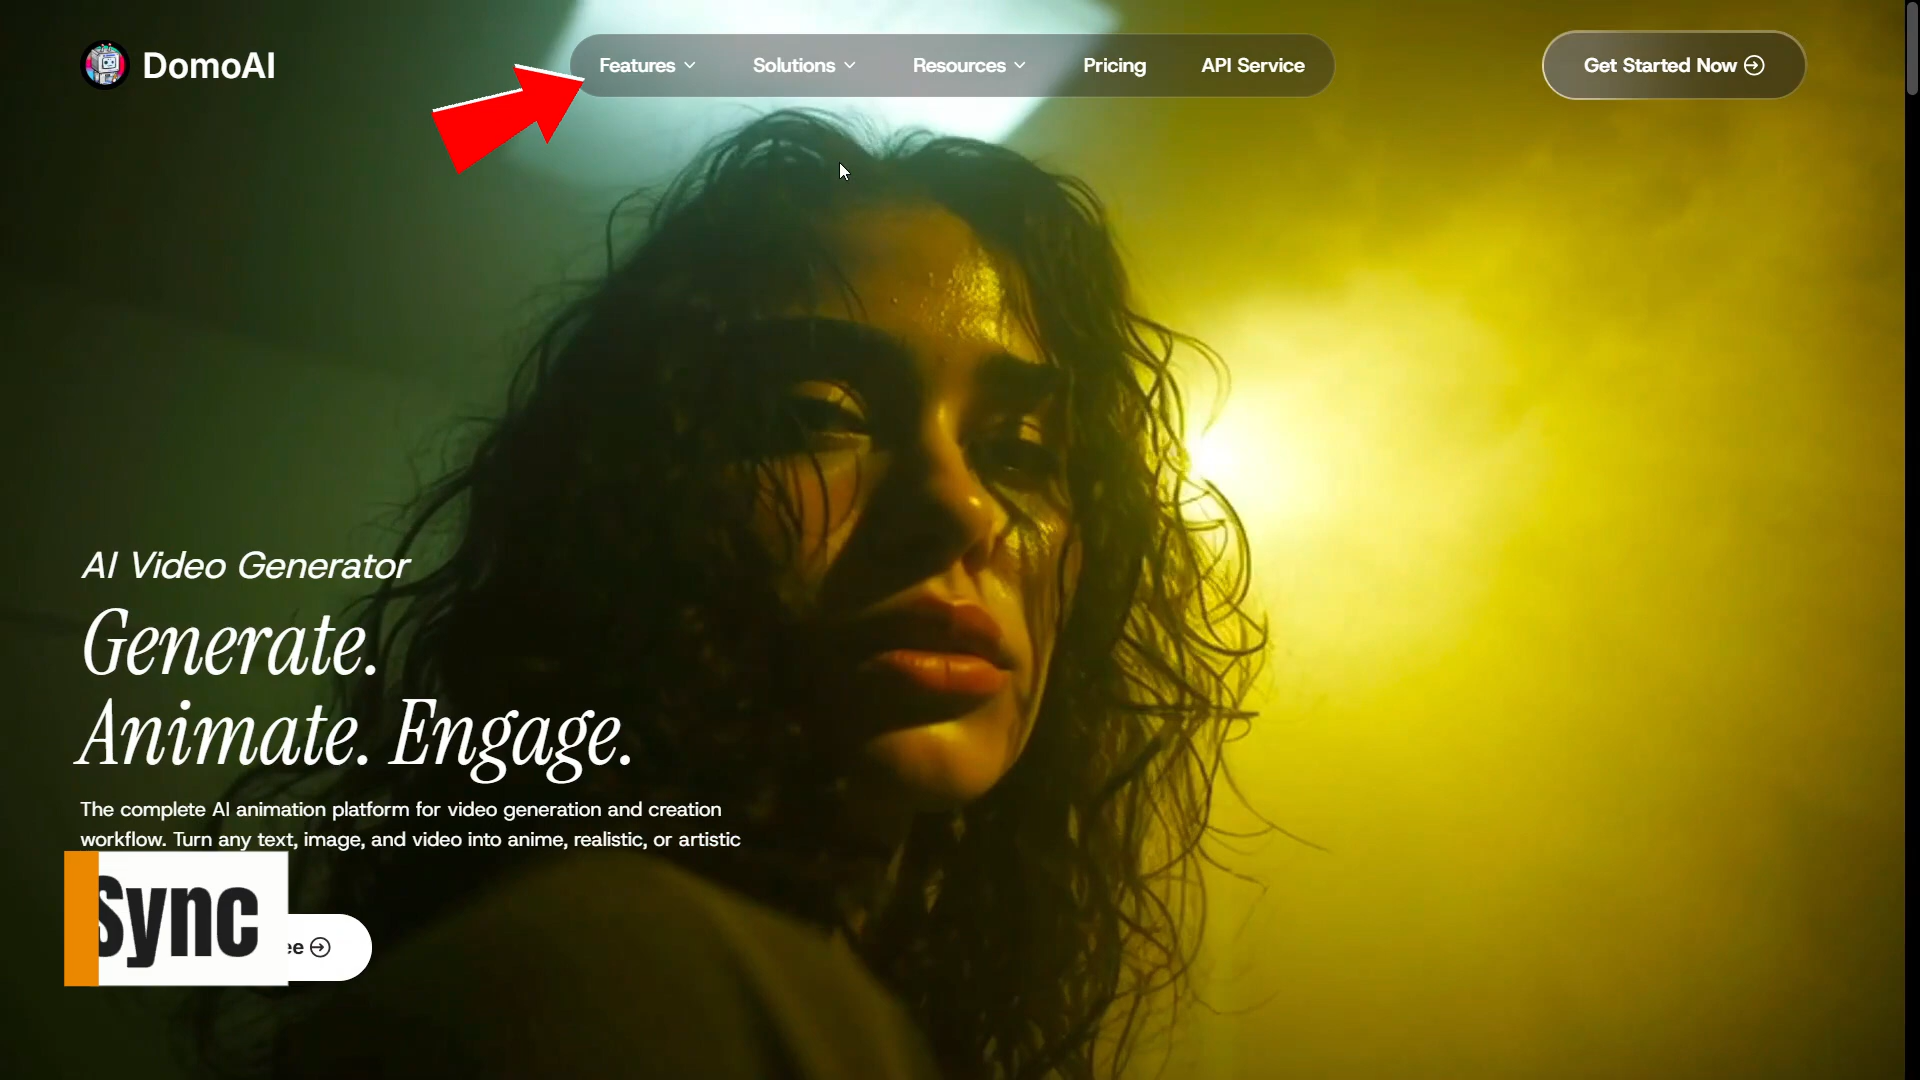 DomoAI
Features
Solutions
Resources
Pricing
API Service
Get Started Now
AI Video Generator
Generate.
Animate. Engage.
The complete AI animation platform for video generation and creation
workflow. Turn any text, image, and video into anime, realistic, or artistic
Sync
ee